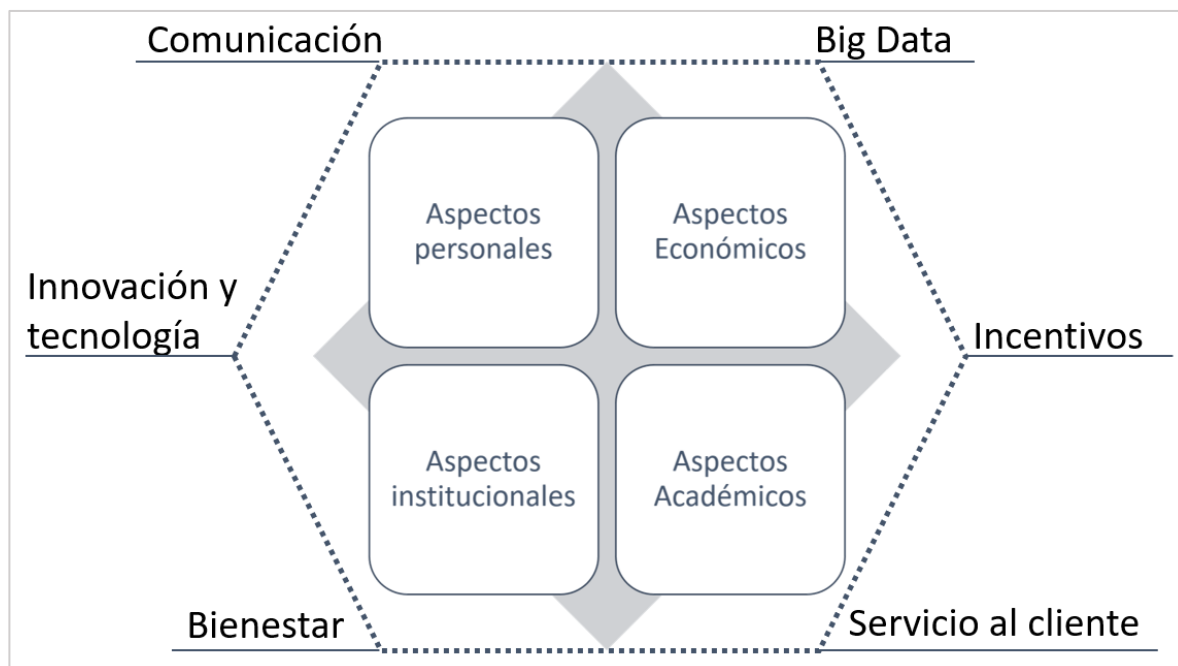 Comunicación
Big Data
Aspectos
personales
Aspectos
Económicos
Innovación y
tecnología
Incentivos
Aspectos
institucionales
Aspectos
Académicos
Bienestar
Servicio al cliente